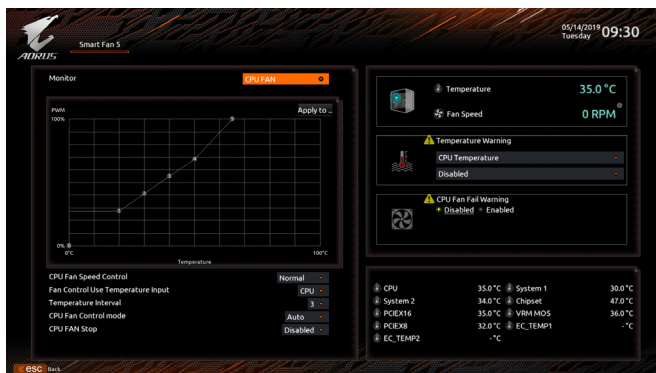 AORUS
Smart Fan 5
05/14/2019
Tuesday
09:30
Monitor
CPU FAN
PWM
100%
Apply to ...
0%
0°C
100°C
Temperature
CPU Fan Speed Control Normal
Fan Control Use Temperature Input CPU
Temperature Interval 3
CPU Fan Control mode Auto
CPU FAN Stop Disabled
Temperature 35.0 °C
Fan Speed 0 RPM
Temperature Warning
CPU Temperature
Disabled
CPU Fan Fail Warning
Disabled Enabled
CPU 35.0°C System 1 30.0°C
System 2 34.0°C Chipset 47.0°C
PCIEX16 35.0°C VRM MOS 36.0°C
PCIEX8 32.0°C EC_TEMP1 -°C
EC_TEMP2 -°C
esc Back